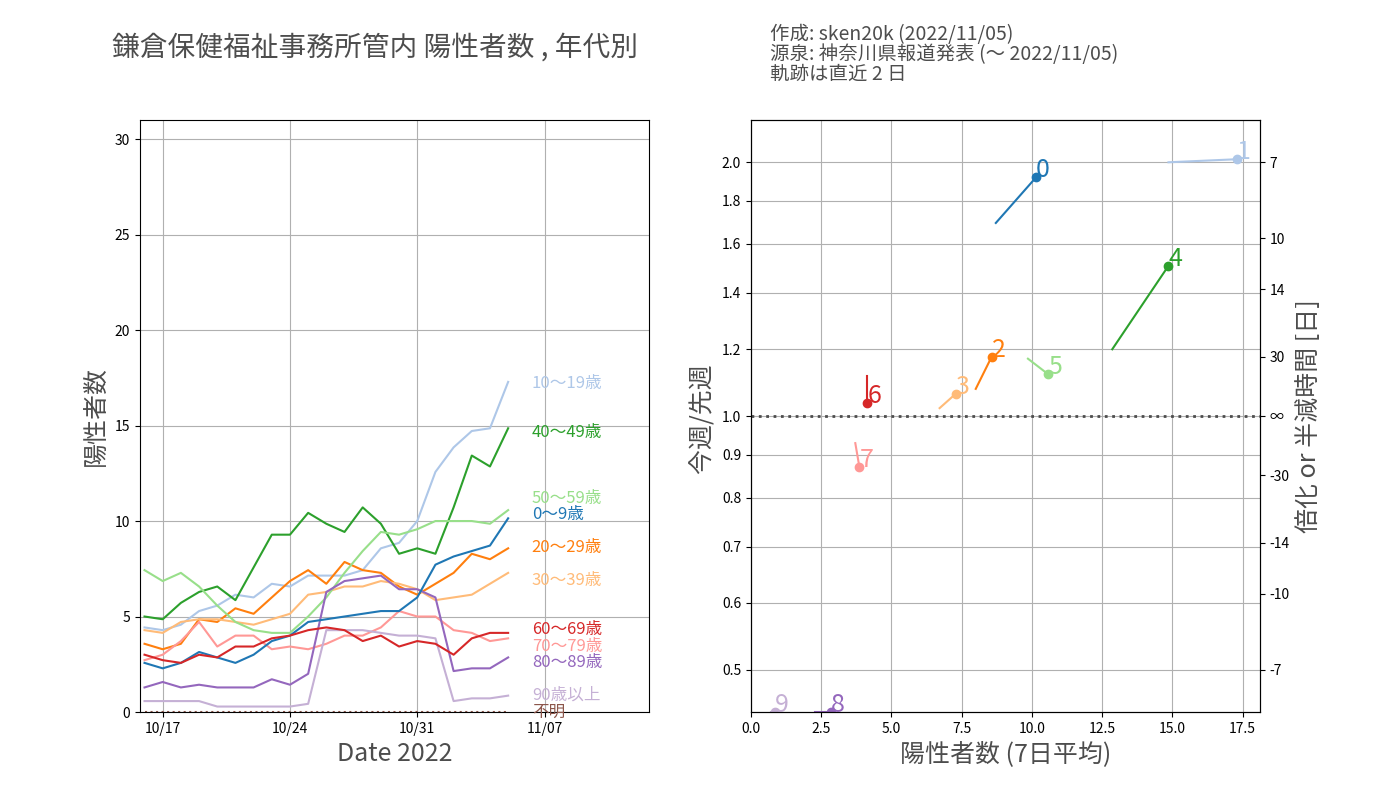 鎌倉保健福祉事務所管内 陽性者数 , 年代別
作成: sken20k (2022/11/05)
源泉: 神奈川県報道発表 (〜 2022/11/05)
軌跡は直近 2 日
陽性者数
30
25
20
15
10
5
0
10/17
10/24
10/31
11/07
Date 2022
10〜19歳
40〜49歳
50〜59歳
0〜9歳
20〜29歳
30〜39歳
60〜69歳
70〜79歳
80〜89歳
90歳以上
不明
今週/先週
2.0
1.8
1.6
1.4
1.2
1.0
0.9
0.8
0.7
0.6
0.5
1
0
4
2
5
3
6
7
9
8
0.0
2.5
5.0
7.5
10.0
12.5
15.0
17.5
陽性者数 (7日平均)
7
10
14
30
∞
-30
-14
-10
-7
倍化 or 半減時間 [日]